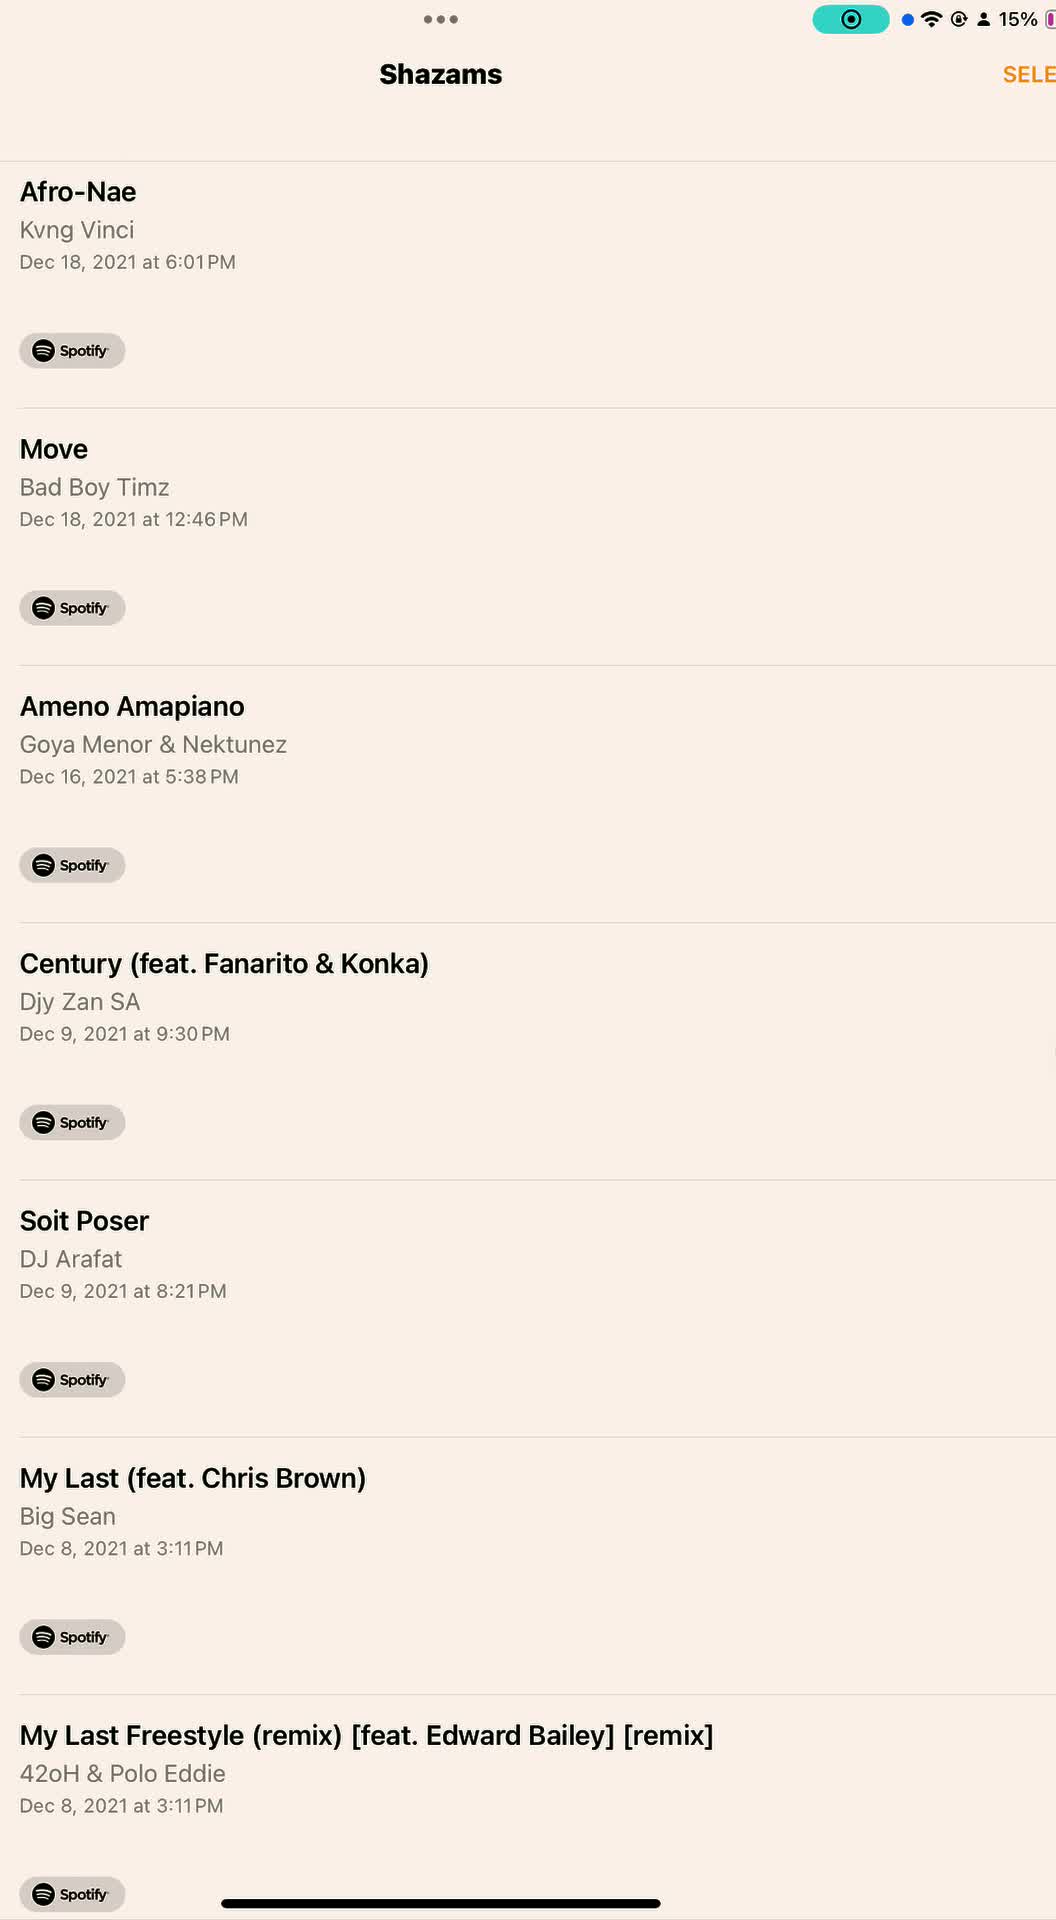 15%
Shazams
Afro-Nae
Kvng Vinci
Dec 18, 2021 at 6:01 PM
Spotify
Move
Bad Boy Timz
Dec 18, 2021 at 12:46 PM
Spotify
Ameno Amapiano
Goya Menor & Nektunez
Dec 16, 2021 at 5:38 PM
Spotify
Century (feat. Fanarito & Konka)
Djy Zan SA
Dec 9, 2021 at 9:30 PM
Spotify
Soit Poser
DJ Arafat
Dec 9, 2021 at 8:21 PM
Spotify
My Last (feat. Chris Brown)
Big Sean
Dec 8, 2021 at 3:11 PM
Spotify
My Last Freestyle (remix) [feat. Edward Bailey] [remix]
42oH & Polo Eddie
Dec 8, 2021 at 3:11 PM
Spotify